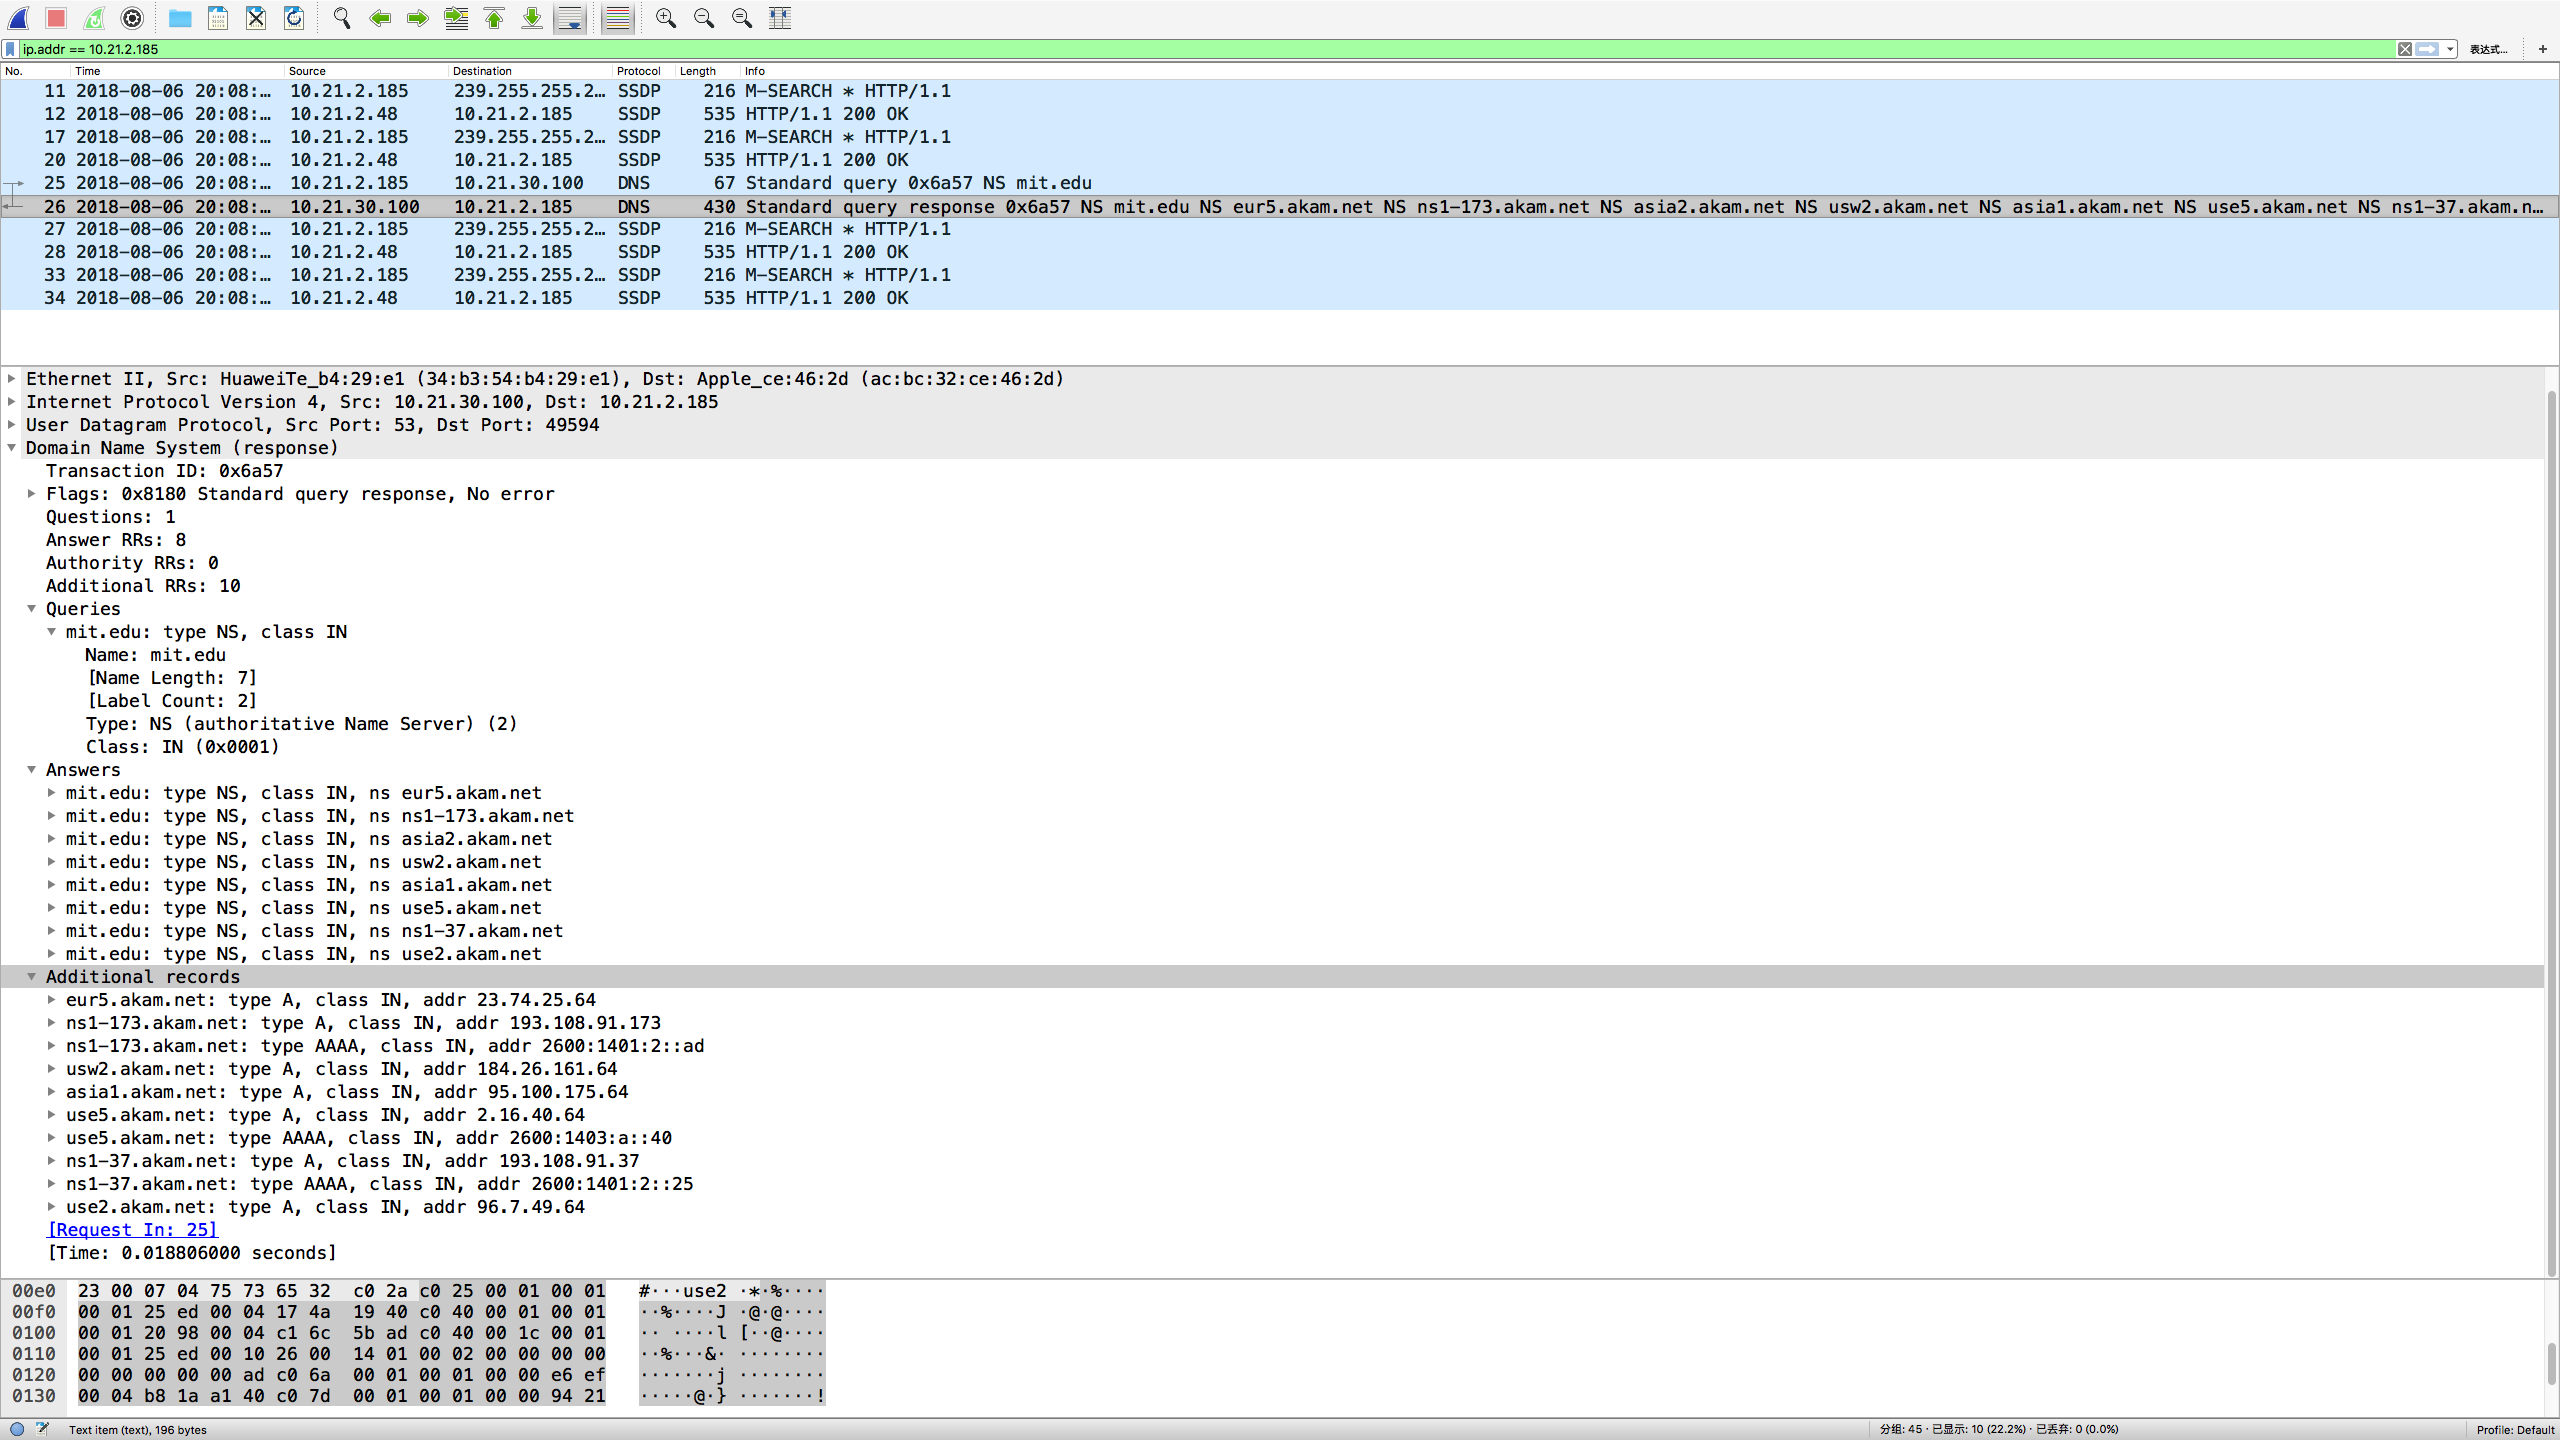 ip.addr == 10.21.2.185 表达式… +
No. Time Source Destination Protocol Length Info
11 2018-08-06 20:08:… 10.21.2.185 239.255.255.2… SSDP 216 M-SEARCH * HTTP/1.1
12 2018-08-06 20:08:… 10.21.2.48 10.21.2.185 SSDP 535 HTTP/1.1 200 OK
17 2018-08-06 20:08:… 10.21.2.185 239.255.255.2… SSDP 216 M-SEARCH * HTTP/1.1
20 2018-08-06 20:08:… 10.21.2.48 10.21.2.185 SSDP 535 HTTP/1.1 200 OK
25 2018-08-06 20:08:… 10.21.2.185 10.21.30.100 DNS 67 Standard query 0x6a57 NS mit.edu
26 2018-08-06 20:08:… 10.21.30.100 10.21.2.185 DNS 430 Standard query response 0x6a57 NS mit.edu NS eur5.akam.net NS ns1-173.akam.net NS asia2.akam.net NS usw2.akam.net NS asia1.akam.net NS use5.akam.net NS ns1-37.akam.n…
27 2018-08-06 20:08:… 10.21.2.185 239.255.255.2… SSDP 216 M-SEARCH * HTTP/1.1
28 2018-08-06 20:08:… 10.21.2.48 10.21.2.185 SSDP 535 HTTP/1.1 200 OK
33 2018-08-06 20:08:… 10.21.2.185 239.255.255.2… SSDP 216 M-SEARCH * HTTP/1.1
34 2018-08-06 20:08:… 10.21.2.48 10.21.2.185 SSDP 535 HTTP/1.1 200 OK
Ethernet II, Src: HuaweiTe_b4:29:e1 (34:b3:54:b4:29:e1), Dst: Apple_ce:46:2d (ac:bc:32:ce:46:2d)
Internet Protocol Version 4, Src: 10.21.30.100, Dst: 10.21.2.185
User Datagram Protocol, Src Port: 53, Dst Port: 49594
Domain Name System (response)
Transaction ID: 0x6a57
Flags: 0x8180 Standard query response, No error
Questions: 1
Answer RRs: 8
Authority RRs: 0
Additional RRs: 10
Queries
mit.edu: type NS, class IN
Name: mit.edu
[Name Length: 7]
[Label Count: 2]
Type: NS (authoritative Name Server) (2)
Class: IN (0x0001)
Answers
mit.edu: type NS, class IN, ns eur5.akam.net
mit.edu: type NS, class IN, ns ns1-173.akam.net
mit.edu: type NS, class IN, ns asia2.akam.net
mit.edu: type NS, class IN, ns usw2.akam.net
mit.edu: type NS, class IN, ns asia1.akam.net
mit.edu: type NS, class IN, ns use5.akam.net
mit.edu: type NS, class IN, ns ns1-37.akam.net
mit.edu: type NS, class IN, ns use2.akam.net
Additional records
eur5.akam.net: type A, class IN, addr 23.74.25.64
ns1-173.akam.net: type A, class IN, addr 193.108.91.173
ns1-173.akam.net: type AAAA, class IN, addr 2600:1401:2::ad
usw2.akam.net: type A, class IN, addr 184.26.161.64
asia1.akam.net: type A, class IN, addr 95.100.175.64
use5.akam.net: type A, class IN, addr 2.16.40.64
use5.akam.net: type AAAA, class IN, addr 2600:1403:a::40
ns1-37.akam.net: type A, class IN, addr 193.108.91.37
ns1-37.akam.net: type AAAA, class IN, addr 2600:1401:2::25
use2.akam.net: type A, class IN, addr 96.7.49.64
[Request In: 25]
[Time: 0.018806000 seconds]
00e0 23 00 07 04 75 73 65 32 c0 2a c0 25 00 01 00 01 #···use2 ·*·%····
00f0 00 01 25 ed 00 04 17 4a 19 40 c0 40 00 01 00 01 ··%····J ·@·@····
0100 00 01 20 98 00 04 c1 6c 5b ad c0 40 00 1c 00 01 ·· ····l [··@····
0110 00 01 25 ed 00 10 26 00 14 01 00 02 00 00 00 00 ··%···&· ········
0120 00 00 00 00 00 ad c0 6a 00 01 00 01 00 00 e6 ef ·······j ········
0130 00 04 b8 1a a1 40 c0 7d 00 01 00 01 00 00 94 21 ·····@·} ·······!
Text item (text), 196 bytes 分组: 45 · 已显示: 10 (22.2%) · 已丢弃: 0 (0.0%) Profile: Default